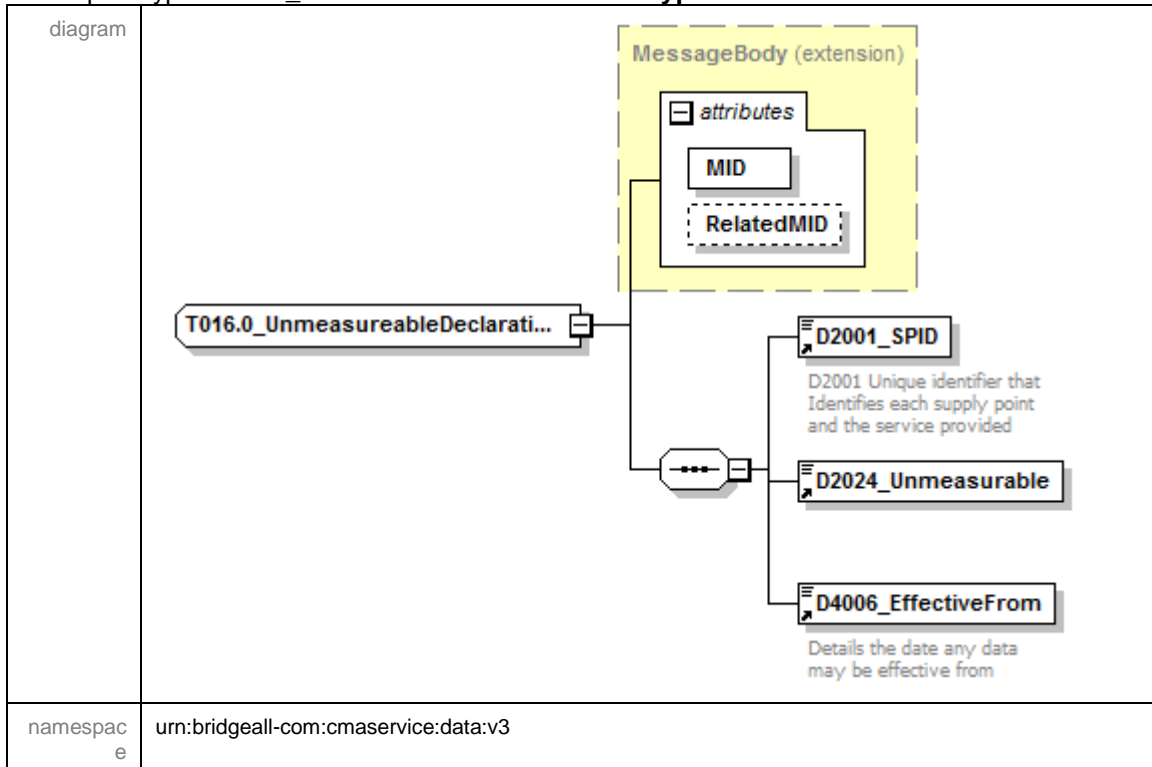 diagram
MessageBody (extension)
attributes
MID
RelatedMID
T016.0_UnmeasureableDeclarati...
D2001_SPID
D2001 Unique identifier that
Identifies each supply point
and the service provided
D2024_Unmeasurable
D4006_EffectiveFrom
Details the date any data
may be effective from
namespac
e
urn:bridgeall-com:cmaservice:data:v3